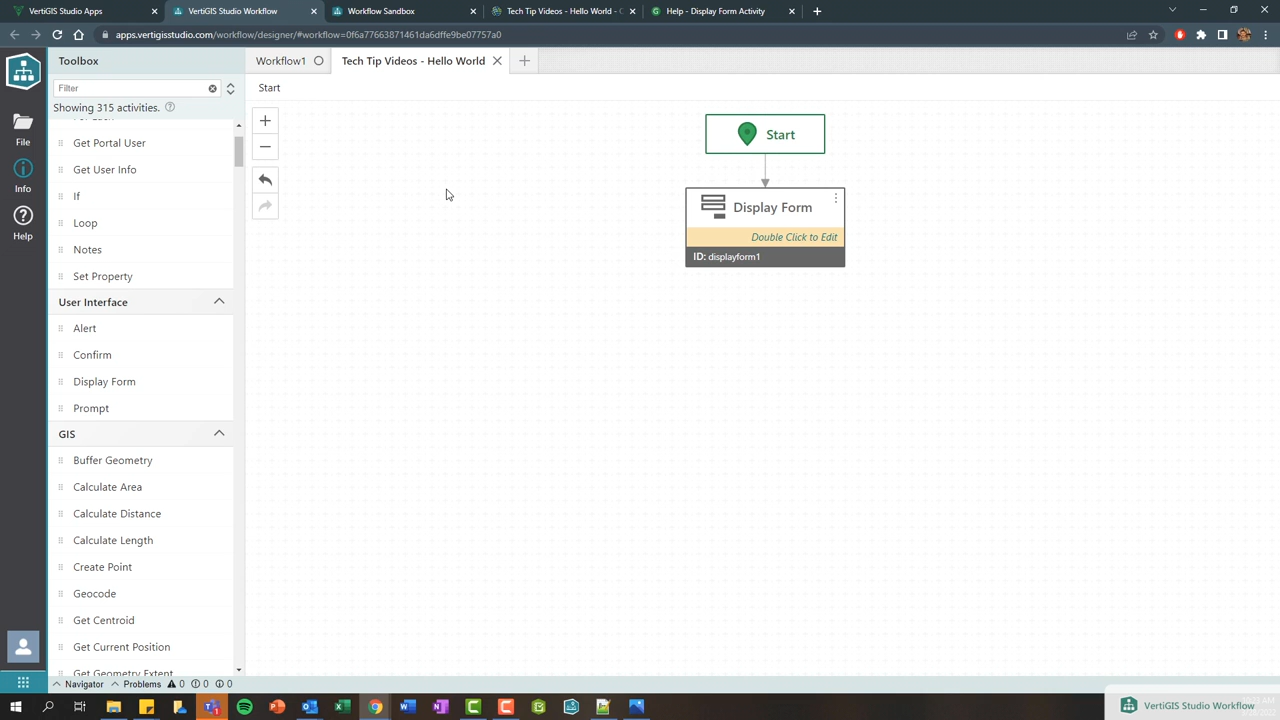 VertiGIS Studio Apps
VertiGIS Studio Workflow
Workflow Sandbox
Tech Tip Videos - Hello World - C
Help - Display Form Activity
apps.vertigisstudio.com/workflow/designer/#workflow=0f6a77663871461da6dffe9be07757a0
File
Info
Help
Toolbox
Filter
Showing 315 activities.
Get Portal User
Get User Info
If
Loop
Notes
Set Property
User Interface
Alert
Confirm
Display Form
Prompt
GIS
Buffer Geometry
Calculate Area
Calculate Distance
Calculate Length
Create Point
Geocode
Get Centroid
Get Current Position
Get Geometry Extent
Workflow1
Tech Tip Videos - Hello World
Start
Start
Display Form
Double Click to Edit
ID: displayform1
Navigator
Problems
0
0
0
VertiGIS Studio Workflow